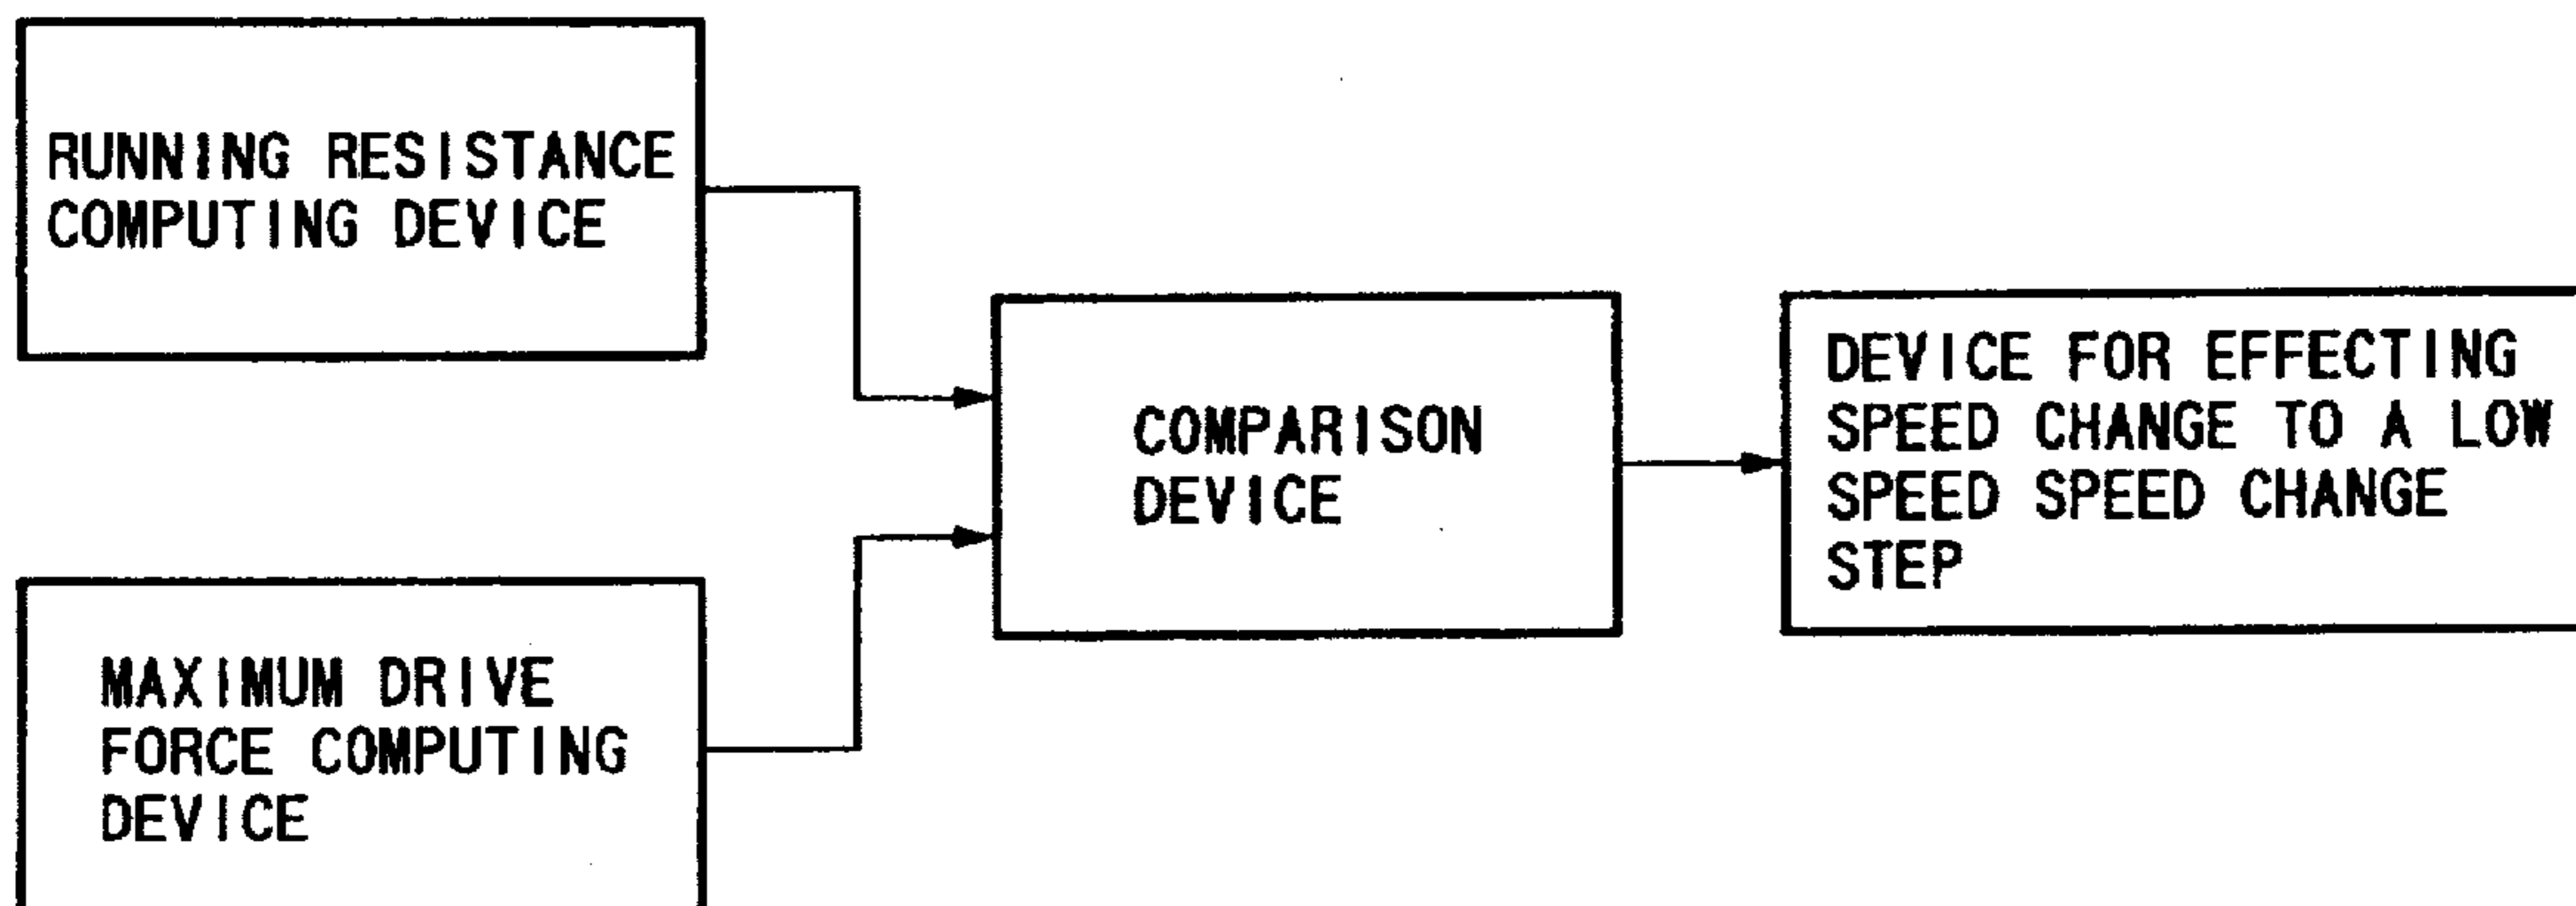 RUNNING RESISTANCE
COMPUTING DEVICE
MAXIMUM DRIVE
FORCE COMPUTING
DEVICE
COMPARISON
DEVICE
DEVICE FOR EFFECTING
SPEED CHANGE TO A LOW
SPEED SPEED CHANGE
STEP